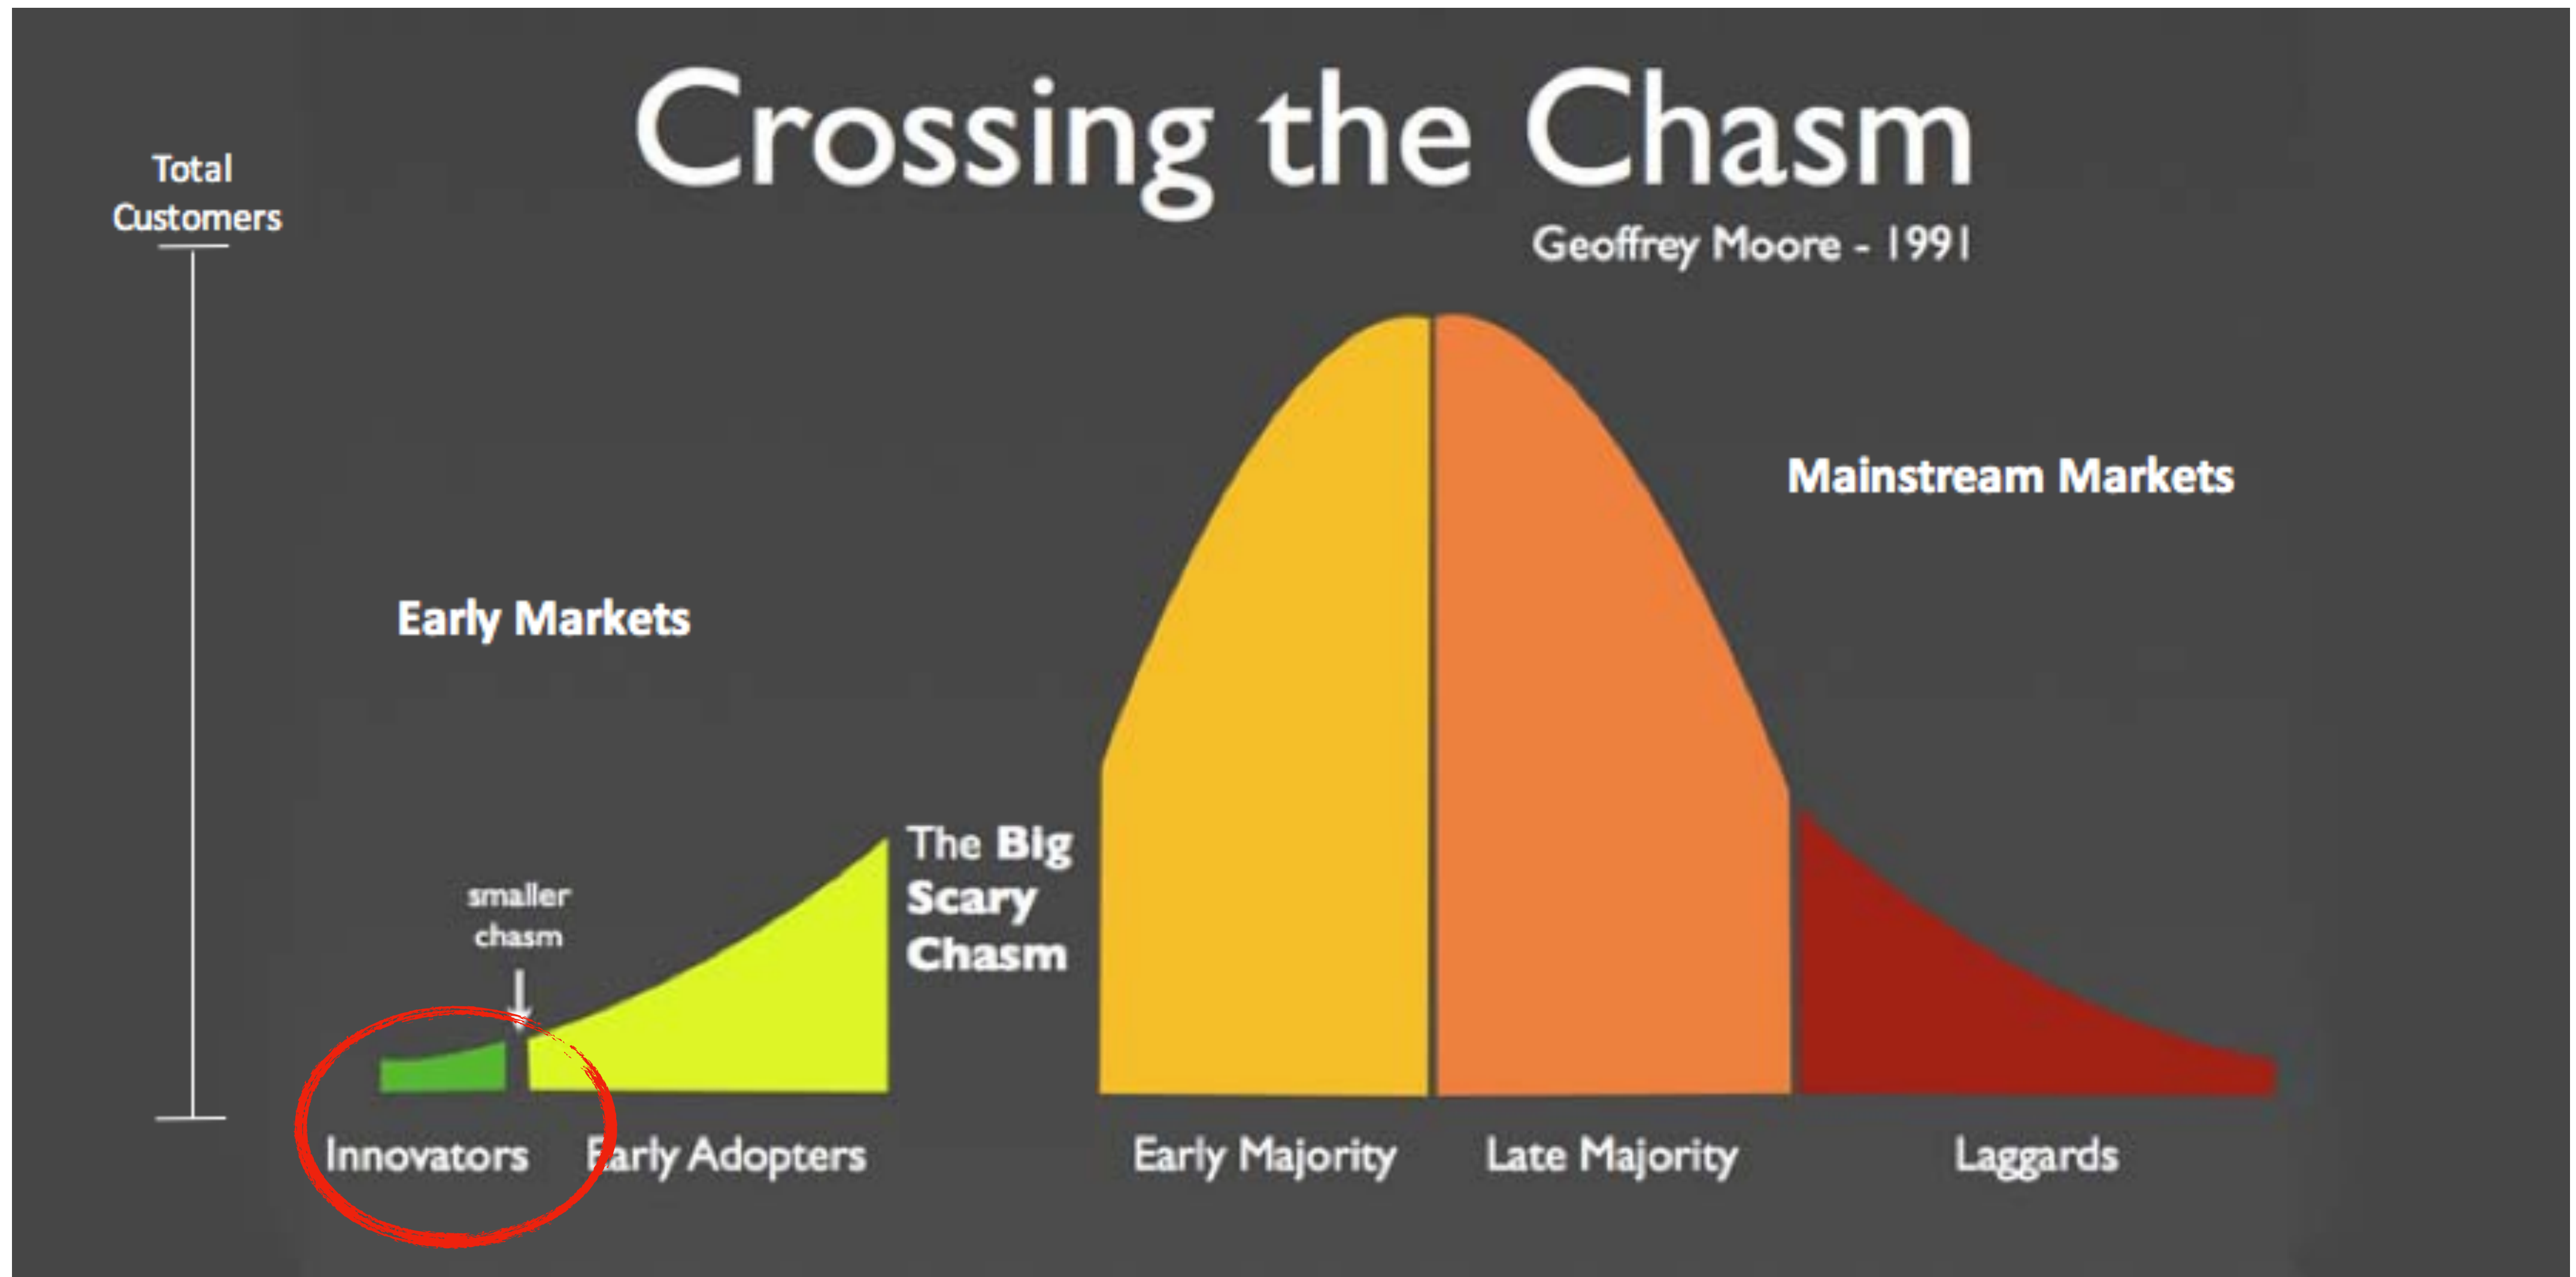 Crossing the Chasm
Geoffrey Moore - 1991
Total
Customers
Mainstream Markets
Early Markets
The Big
Scary
Chasm
smaller
chasm
Innovators
Early Adopters
Early Majority
Late Majority
Laggards